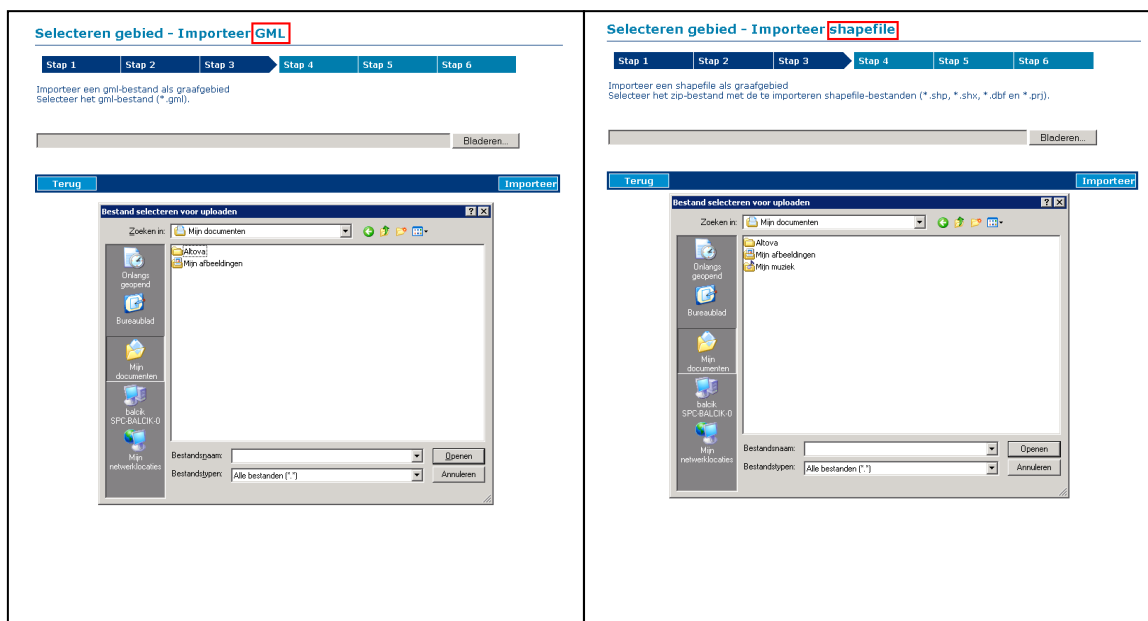 Selecteren gebied - Importeer GML
Stap 1 Stap 2 Stap 3 Stap 4 Stap 5 Stap 6
Importeer een gml-bestand als graafgebied
Selecteer het gml-bestand (*.gml).
Bladeren...
Terug Importeer
Bestand selecteren voor uploaden
Zoeken in: Mijn documenten
Altova
Mijn afbeeldingen
Onlangs
geopend
Bureaublad
Mijn
documenten
balcik
SPC-BALCIK-0
Mijn
netwerklocaties
Bestandsnaam: Openen
Bestandstypen: Alle bestanden (*.*) Annuleren
Selecteren gebied - Importeer shapefile
Stap 1 Stap 2 Stap 3 Stap 4 Stap 5 Stap 6
Importeer een shapefile als graafgebied
Selecteer het zip-bestand met de te importeren shapefile-bestanden (*.shp, *.shx, *.dbf en *.prj).
Bladeren...
Terug Importeer
Bestand selecteren voor uploaden
Zoeken in: Mijn documenten
Altova
Mijn afbeeldingen
Mijn muziek
Onlangs
geopend
Bureaublad
Mijn
documenten
balcik
SPC-BALCIK-0
Mijn
netwerklocaties
Bestandsnaam: Openen
Bestandstypen: Alle bestanden (*.*) Annuleren